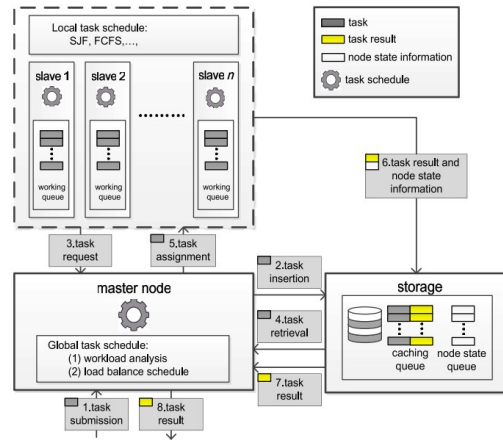 Local task schedule:
SJF, FCFS,...,
slave 1
slave 2
slave n
working
queue
working
queue
working
queue
task
task result
node state information
task schedule
6.task result and
node state
information
3.task
request
5.task
assignment
2.task
insertion
master node
Global task schedule:
(1) workload analysis
(2) load balance schedule
4.task
retrieval
storage
caching
queue
node state
queue
7.task
result
1.task
submission
8.task
result